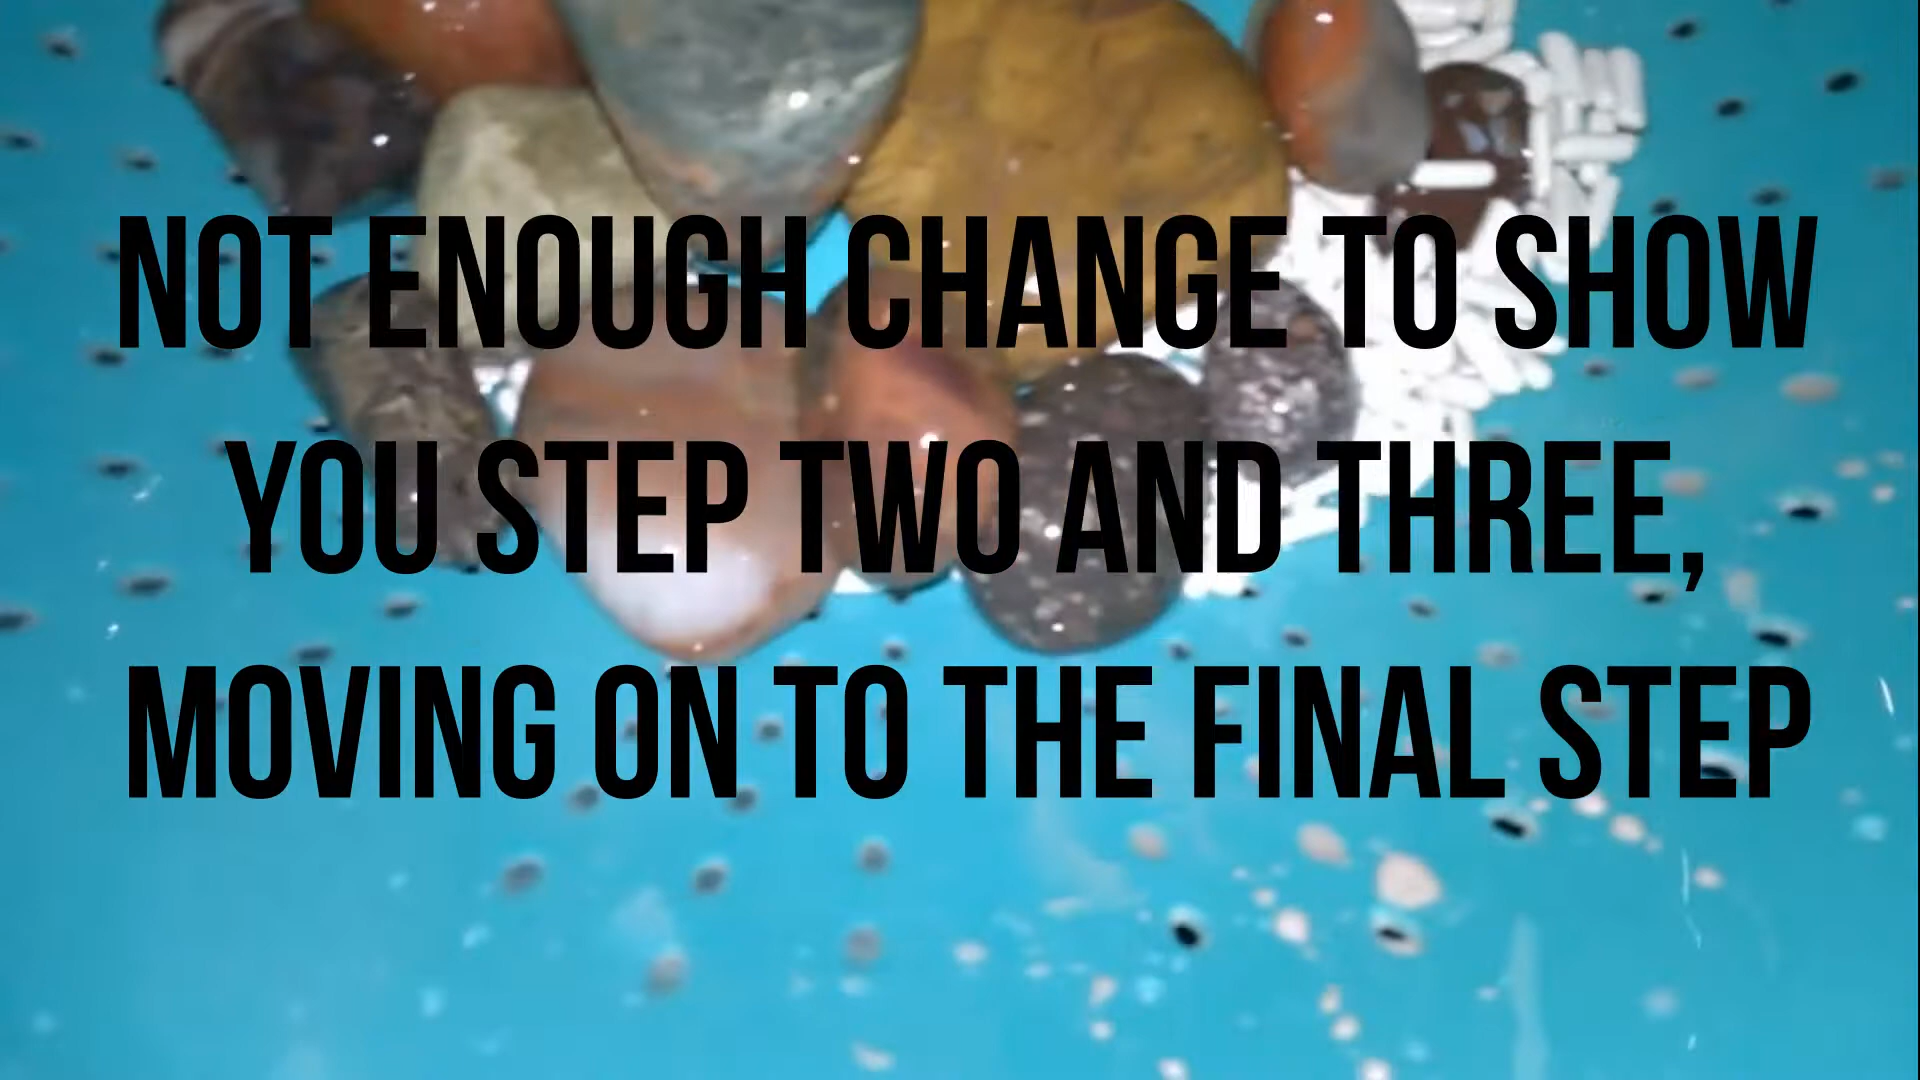 NOT ENOUGH CHANGE TO SHOW
YOU STEP TWO AND THREE,
MOVING ON TO THE FINAL STEP